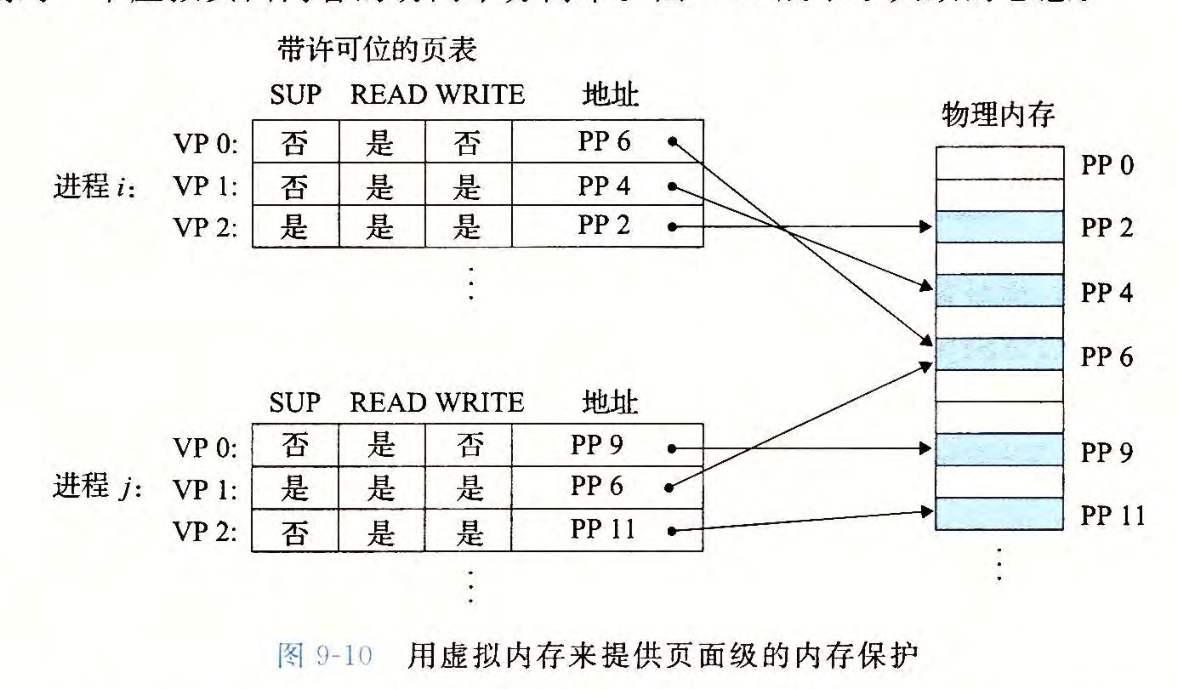 带许可位的页表
SUP READ WRITE 地址
VP 0: 否 是 否 PP 6
进程 i: VP 1: 否 是 是 PP 4
VP 2: 是 是 是 PP 2
⋮
SUP READ WRITE 地址
VP 0: 否 是 否 PP 9
进程 j: VP 1: 是 是 是 PP 6
VP 2: 否 是 是 PP 11
⋮
物理内存
PP 0
PP 2
PP 4
PP 6
PP 9
PP 11
⋮
图 9-10 用虚拟内存来提供页面级的内存保护